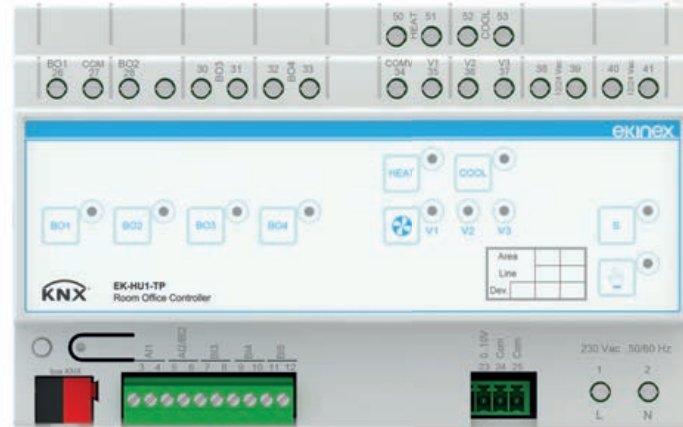 50 HEAT 51 52 COOL 53
BO1 COM BO2 COMV V1 V2 V3
26 27 28 30 BO3 31 32 BO4 33 34 35 36 37 38 39 40 41
ekinex
HEAT COOL
BO1 BO2 BO3 BO4 V1 V2 V3 S
Area
Line
Dev.
KNX EK-HU1-TP
Room Office Controller
AI1 AI2/BI2 BI3 BI4 BI5
3 4 5 6 7 8 9 10 11 12
0..10V Com Com
23 24 25
230 Vac 50/60 Hz
1 2
bus KNX
L N